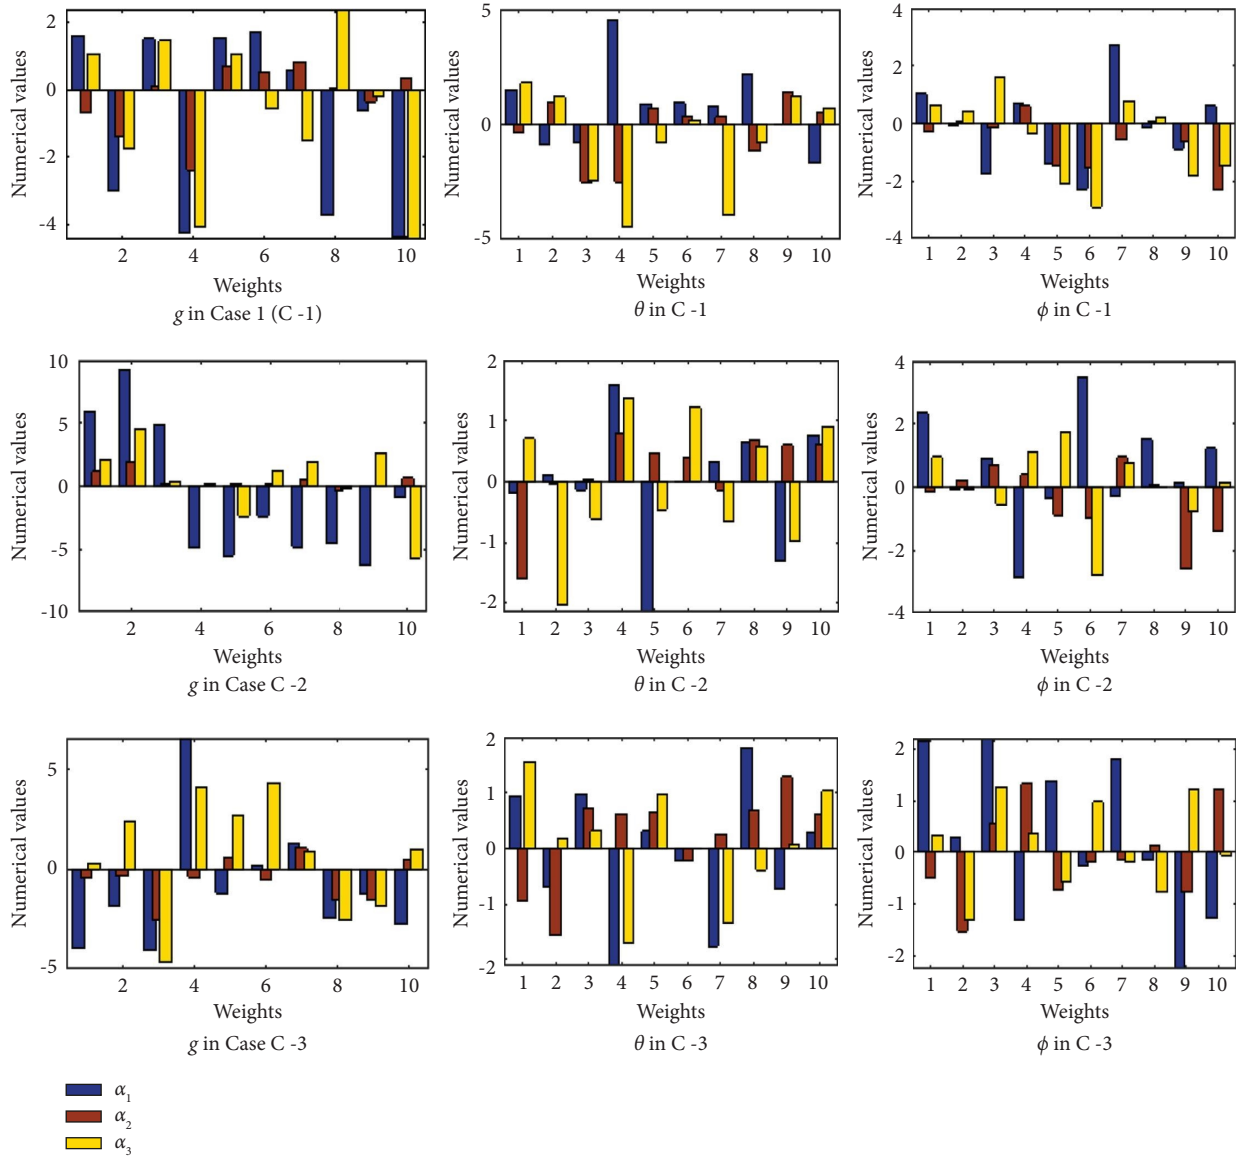 2
0
-2
-4
Numerical values
2 4 6 8 10
Weights
g in Case 1 (C -1)
5
0
-5
Numerical values
1 2 3 4 5 6 7 8 9 10
Weights
θ in C -1
4
2
0
-2
-4
Numerical values
1 2 3 4 5 6 7 8 9 10
Weights
ϕ in C -1
10
5
0
-5
-10
Numerical values
2 4 6 8 10
Weights
g in Case C -2
2
1
0
-1
-2
Numerical values
1 2 3 4 5 6 7 8 9 10
Weights
θ in C -2
4
2
0
-2
-4
Numerical values
1 2 3 4 5 6 7 8 9 10
Weights
ϕ in C -2
5
0
-5
Numerical values
2 4 6 8 10
Weights
g in Case C -3
2
1
0
-1
-2
Numerical values
1 2 3 4 5 6 7 8 9 10
Weights
θ in C -3
2
1
0
-1
-2
Numerical values
1 2 3 4 5 6 7 8 9 10
Weights
ϕ in C -3
α₁
α₂
α₃